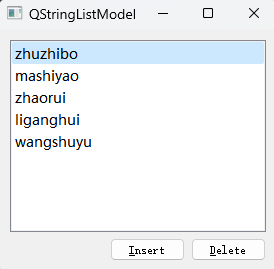 QStringListModel
zhuzhibo
mashiyao
zhaorui
liganghui
wangshuyu
Insert Delete